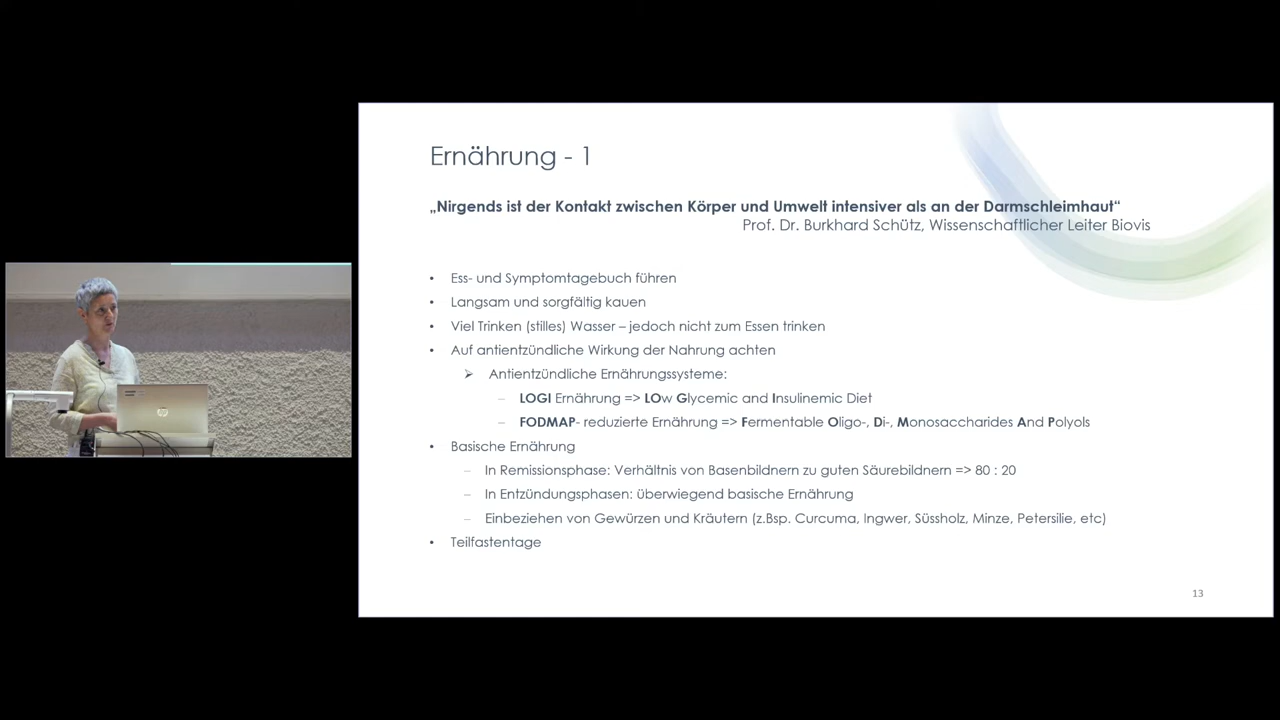 Ernährung - 1
„Nirgends ist der Kontakt zwischen Körper und Umwelt intensiver als an der Darmschleimhaut“
Prof. Dr. Burkhard Schütz, Wissenschaftlicher Leiter Biovis
• Ess- und Symptomtagebuch führen
• Langsam und sorgfältig kauen
• Viel Trinken (stilles) Wasser – jedoch nicht zum Essen trinken
• Auf antientzündliche Wirkung der Nahrung achten
➢ Antientzündliche Ernährungssysteme:
– LOGI Ernährung => LOw Glycemic and Insulinemic Diet
– FODMAP- reduzierte Ernährung => Fermentable Oligo-, Di-, Monosaccharides And Polyols
• Basische Ernährung
– In Remissionsphase: Verhältnis von Basenbildnern zu guten Säurebildnern => 80 : 20
– In Entzündungsphasen: überwiegend basische Ernährung
– Einbeziehen von Gewürzen und Kräutern (z.Bsp. Curcuma, Ingwer, Süssholz, Minze, Petersilie, etc)
• Teilfastentage
13